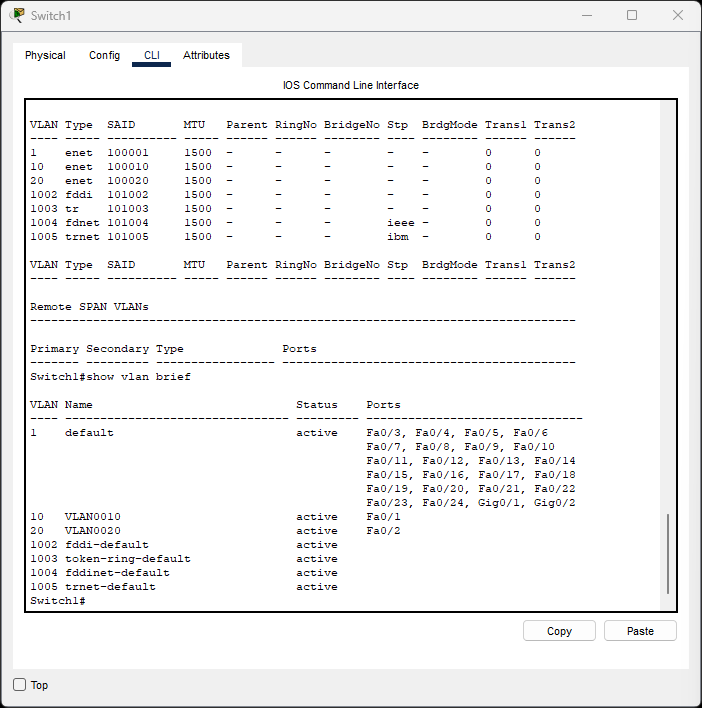 Switch1
Physical Config CLI Attributes
IOS Command Line Interface
VLAN Type  SAID       MTU   Parent RingNo BridgeNo Stp  BrdgMode Trans1 Trans2
---- ----- ---------- ----- ------ ------ -------- ---- -------- ------ ------
1    enet  100001     1500  -      -      -        -    -        0      0
10   enet  100010     1500  -      -      -        -    -        0      0
20   enet  100020     1500  -      -      -        -    -        0      0
1002 fddi  101002     1500  -      -      -        -    -        0      0
1003 tr    101003     1500  -      -      -        -    -        0      0
1004 fdnet 101004     1500  -      -      -        ieee -        0      0
1005 trnet 101005     1500  -      -      -        ibm  -        0      0
VLAN Type  SAID       MTU   Parent RingNo BridgeNo Stp  BrdgMode Trans1 Trans2
---- ----- ---------- ----- ------ ------ -------- ---- -------- ------ ------
Remote SPAN VLANs
------------------------------------------------------------------------------
Primary Secondary Type              Ports
------- --------- ----------------- ------------------------------------------
Switch1#show vlan brief
VLAN Name                             Status    Ports
---- -------------------------------- --------- -------------------------------
1    default                          active    Fa0/3, Fa0/4, Fa0/5, Fa0/6
                                                Fa0/7, Fa0/8, Fa0/9, Fa0/10
                                                Fa0/11, Fa0/12, Fa0/13, Fa0/14
                                                Fa0/15, Fa0/16, Fa0/17, Fa0/18
                                                Fa0/19, Fa0/20, Fa0/21, Fa0/22
                                                Fa0/23, Fa0/24, Gig0/1, Gig0/2
10   VLAN0010                         active    Fa0/1
20   VLAN0020                         active    Fa0/2
1002 fddi-default                     active
1003 token-ring-default               active
1004 fddinet-default                  active
1005 trnet-default                    active
Switch1#
Copy Paste
Top